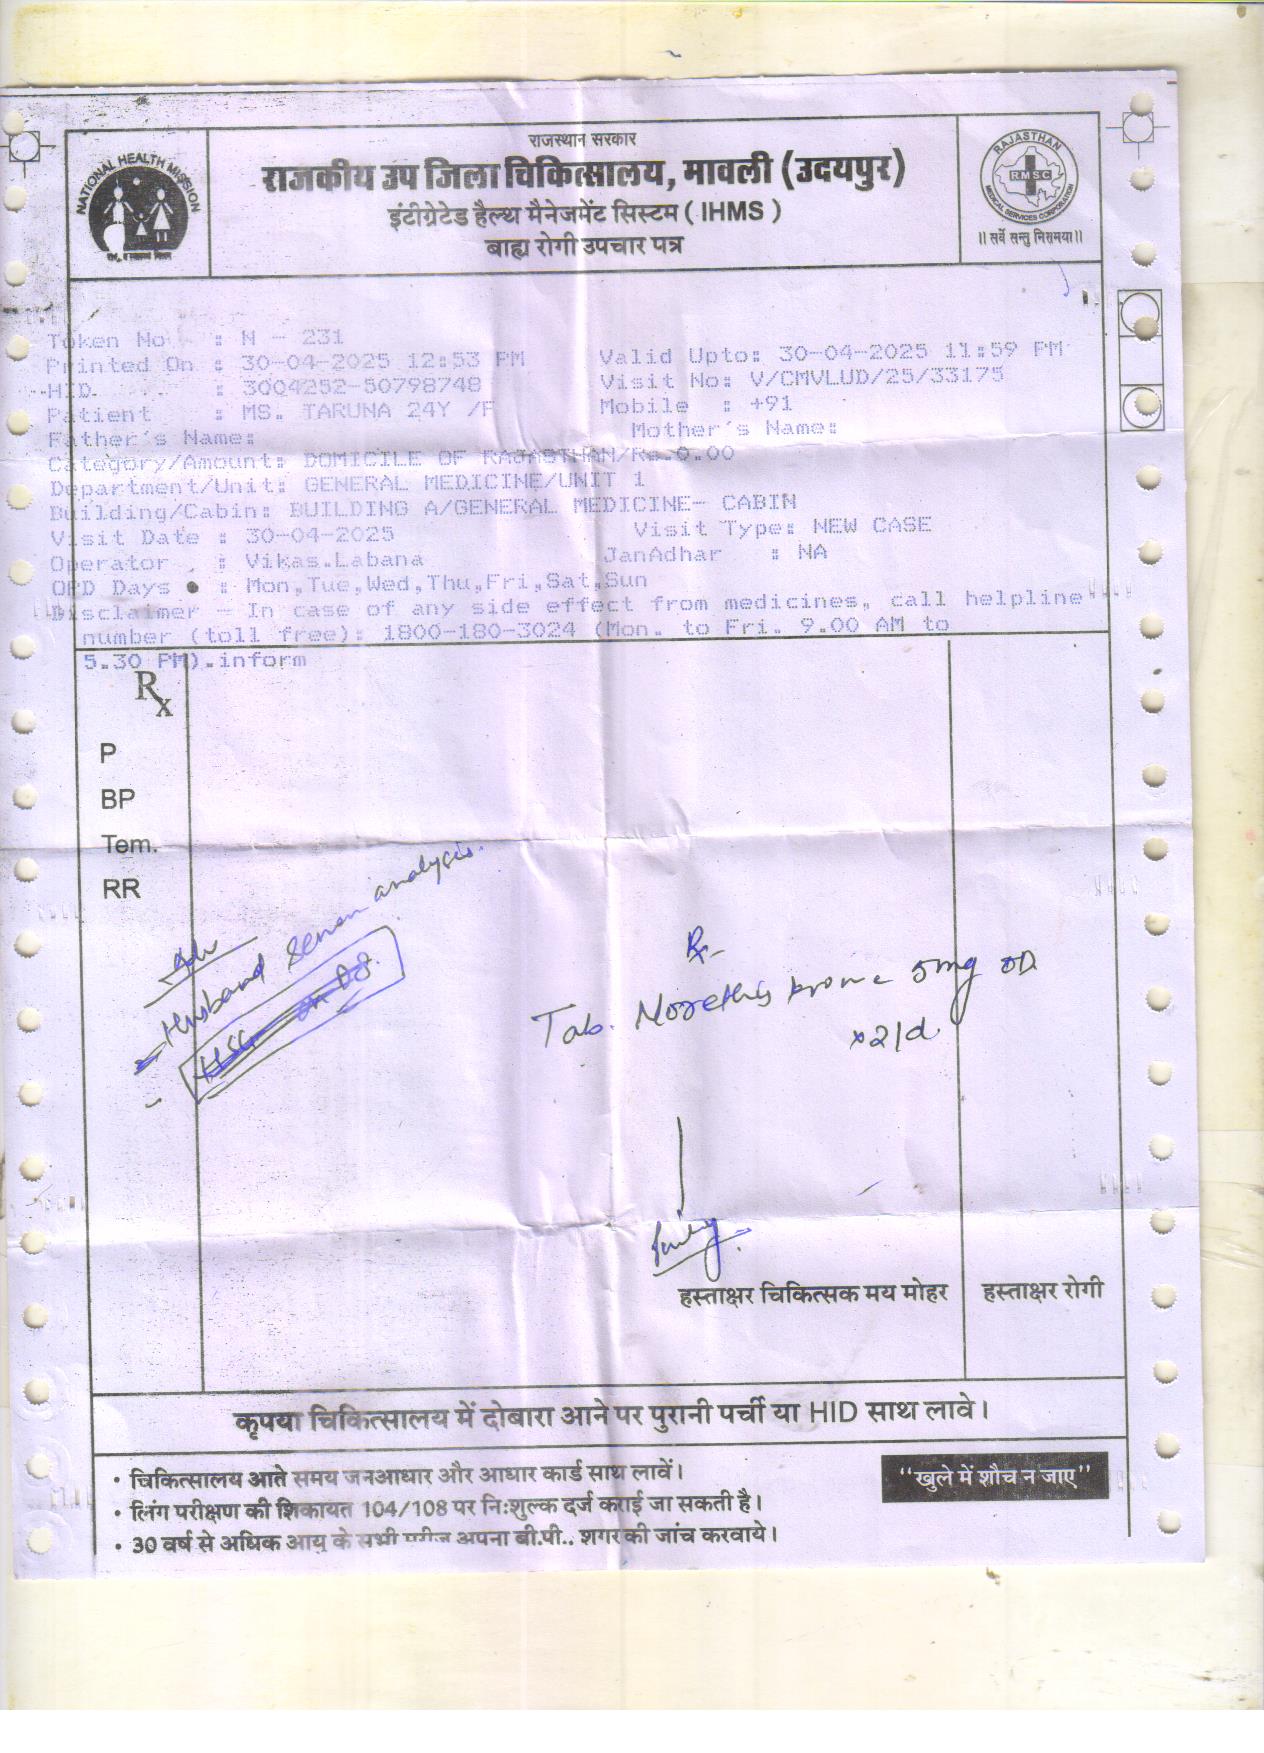 राजस्थान सरकार
राजकीय उप जिला चिकित्सालय, मावली (उदयपुर)
इंटीग्रेटेड हैल्थ मैनेजमेंट सिस्टम ( IHMS )
बाह्य रोगी उपचार पत्र
NATIONAL HEALTH MISSION
RAJASTHAN
RMSC
MEDICAL SERVICES CORPORATION
।। सर्वे सन्तु निरामया।।
Token No : N - 231
Printed On : 30-04-2025 12:53 PM Valid Upto: 30-04-2025 11:59 PM
HID. : 3004252-50798748 Visit No: V/CMVLUD/25/33175
Patient : MS. TARUNA 24Y /F Mobile : +91
Father's Name: Mother's Name:
Category/Amount: DOMICILE OF RAJASTHAN/Rs.0.00
Department/Unit: GENERAL MEDICINE/UNIT 1
Building/Cabin: BUILDING A/GENERAL MEDICINE- CABIN
Visit Date : 30-04-2025 Visit Type: NEW CASE
Operator : Vikas.Labana JanAdhar : NA
OPD Days : Mon,Tue,Wed,Thu,Fri,Sat,Sun
Disclaimer - In case of any side effect from medicines, call helpline
number (toll free): 1800-180-3024 (Mon. to Fri. 9.00 AM to
5.30 PM).inform
Rx
P
BP
Tem.
RR
Adv
- Husband semen analysis.
Rx
Tab. Norethisterone 5mg OD
x21d
हस्ताक्षर चिकित्सक मय मोहर
हस्ताक्षर रोगी
कृपया चिकित्सालय में दोबारा आने पर पुरानी पर्ची या HID साथ लावे।
• चिकित्सालय आते समय जनआधार और आधार कार्ड साथ लावें।
"खुले में शौच न जाए"
• लिंग परीक्षण की शिकायत 104/108 पर निःशुल्क दर्ज कराई जा सकती है।
• 30 वर्ष से अधिक आयु के सभी मरीज अपना बी.पी.. शुगर की जांच करवाये।